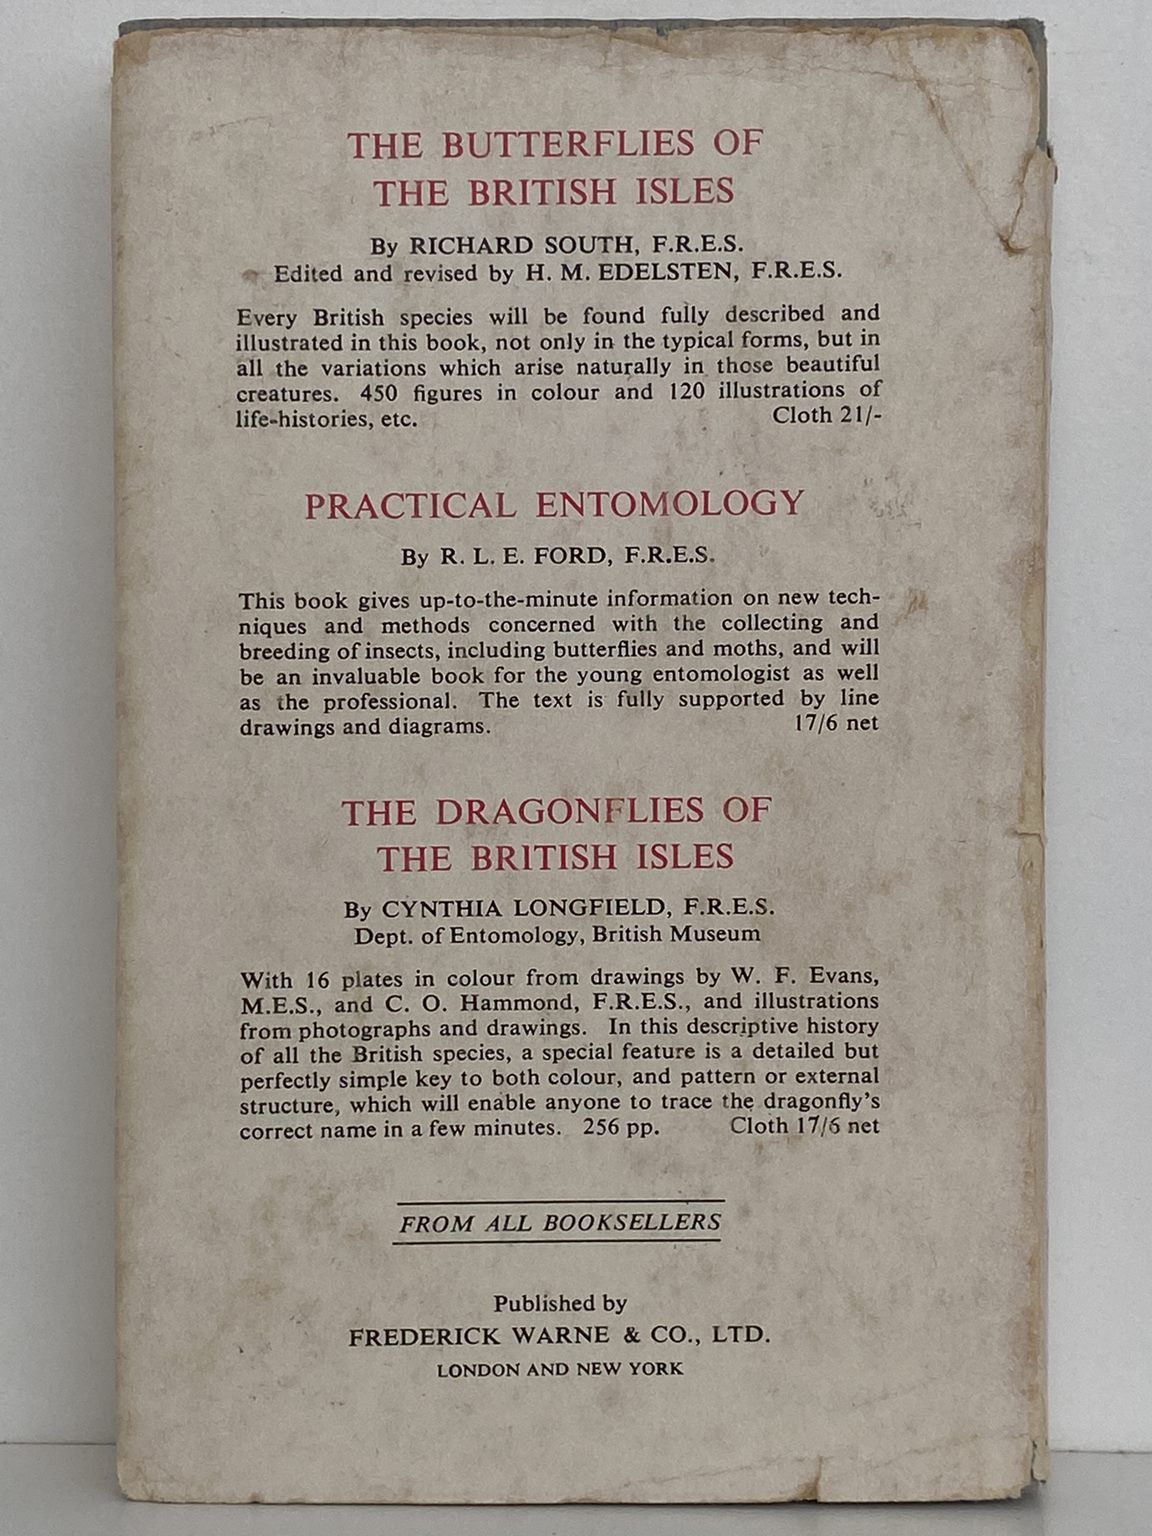 THE BUTTERFLIES OF
THE BRITISH ISLES
By RICHARD SOUTH, F.R.E.S.
Edited and revised by H. M. EDELSTEN, F.R.E.S.
Every British species will be found fully described and
illustrated in this book, not only in the typical forms, but in
all the variations which arise naturally in those beautiful
creatures. 450 figures in colour and 120 illustrations of
life-histories, etc. Cloth 21/-
PRACTICAL ENTOMOLOGY
By R. L. E. FORD, F.R.E.S.
This book gives up-to-the-minute information on new tech-
niques and methods concerned with the collecting and
breeding of insects, including butterflies and moths, and will
be an invaluable book for the young entomologist as well
as the professional. The text is fully supported by line
drawings and diagrams. 17/6 net
THE DRAGONFLIES OF
THE BRITISH ISLES
By CYNTHIA LONGFIELD, F.R.E.S.
Dept. of Entomology, British Museum
With 16 plates in colour from drawings by W. F. Evans,
M.E.S., and C. O. Hammond, F.R.E.S., and illustrations
from photographs and drawings. In this descriptive history
of all the British species, a special feature is a detailed but
perfectly simple key to both colour, and pattern or external
structure, which will enable anyone to trace the dragonfly's
correct name in a few minutes. 256 pp. Cloth 17/6 net
FROM ALL BOOKSELLERS
Published by
FREDERICK WARNE & CO., LTD.
LONDON AND NEW YORK